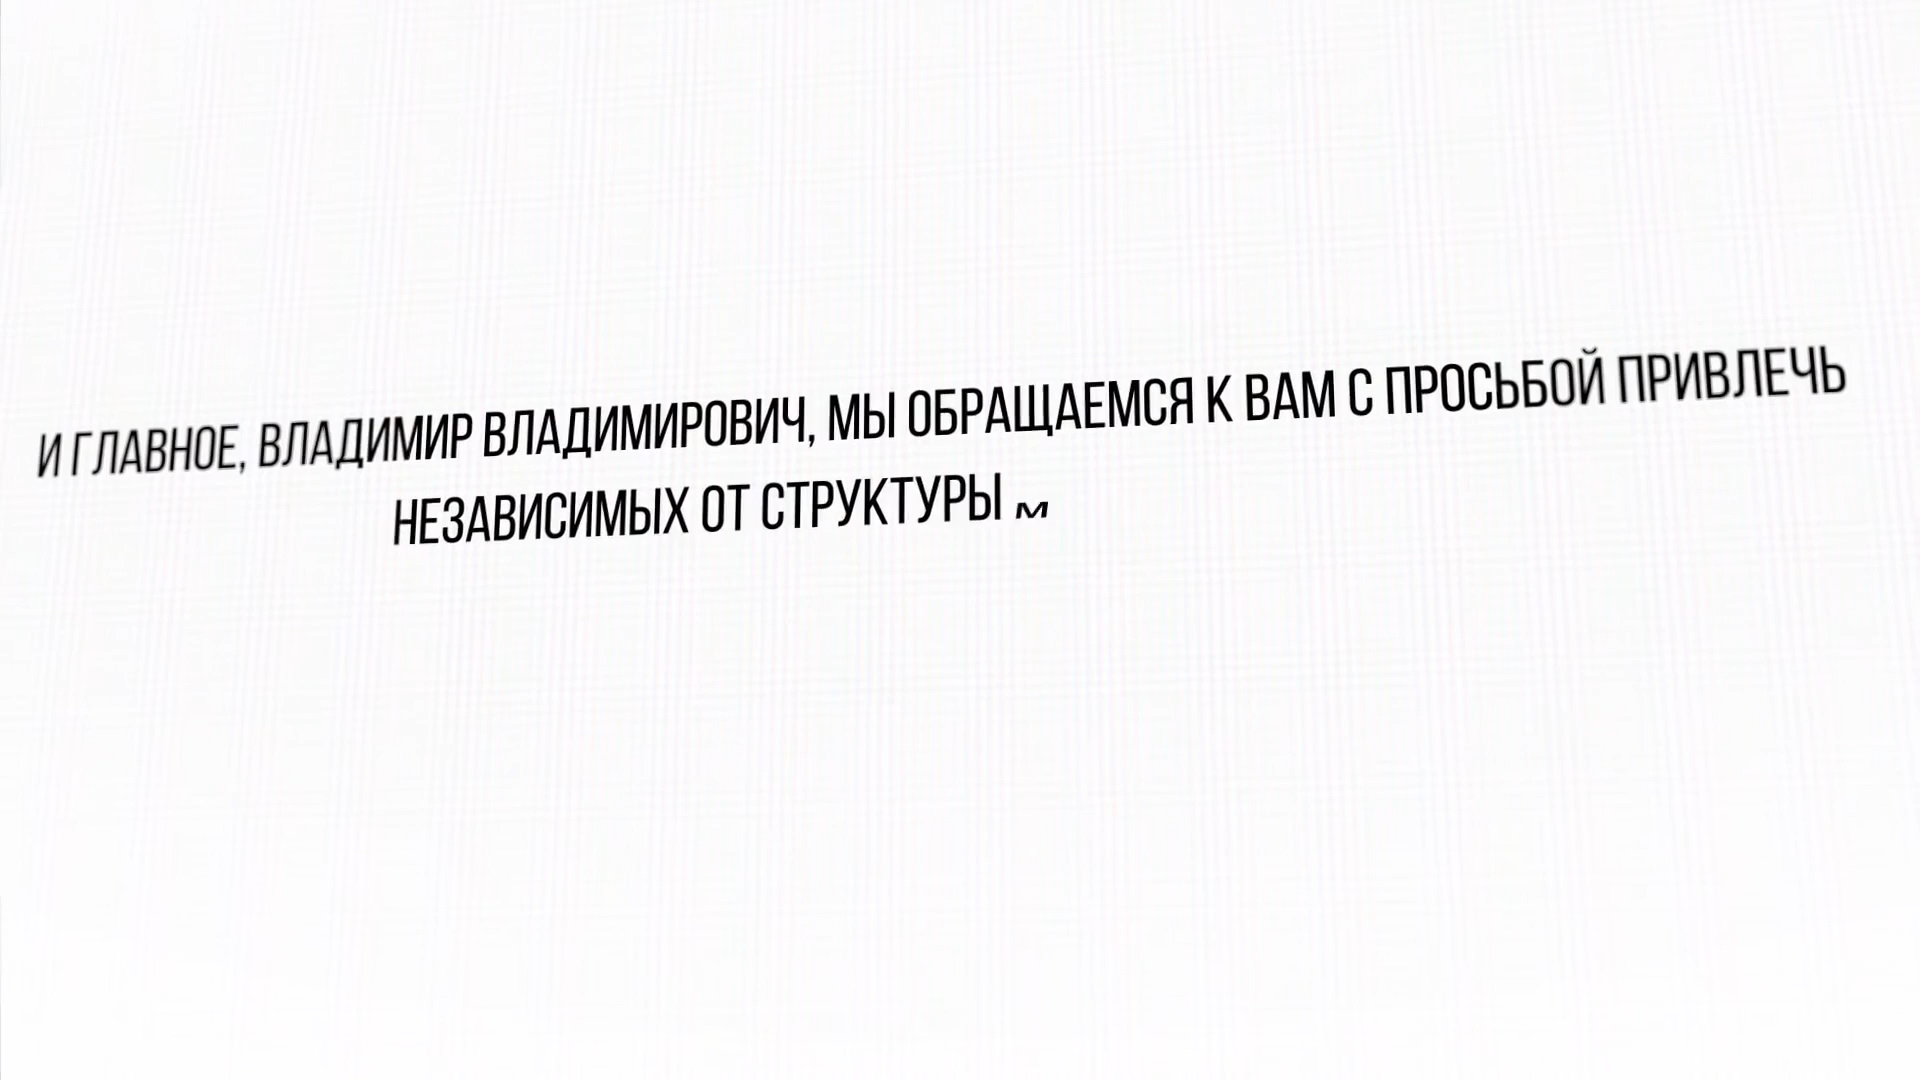 И ГЛАВНОЕ, ВЛАДИМИР ВЛАДИМИРОВИЧ, МЫ ОБРАЩАЕМСЯ К ВАМ С ПРОСЬБОЙ ПРИВЛЕЧЬ
НЕЗАВИСИМЫХ ОТ СТРУКТУРЫ М